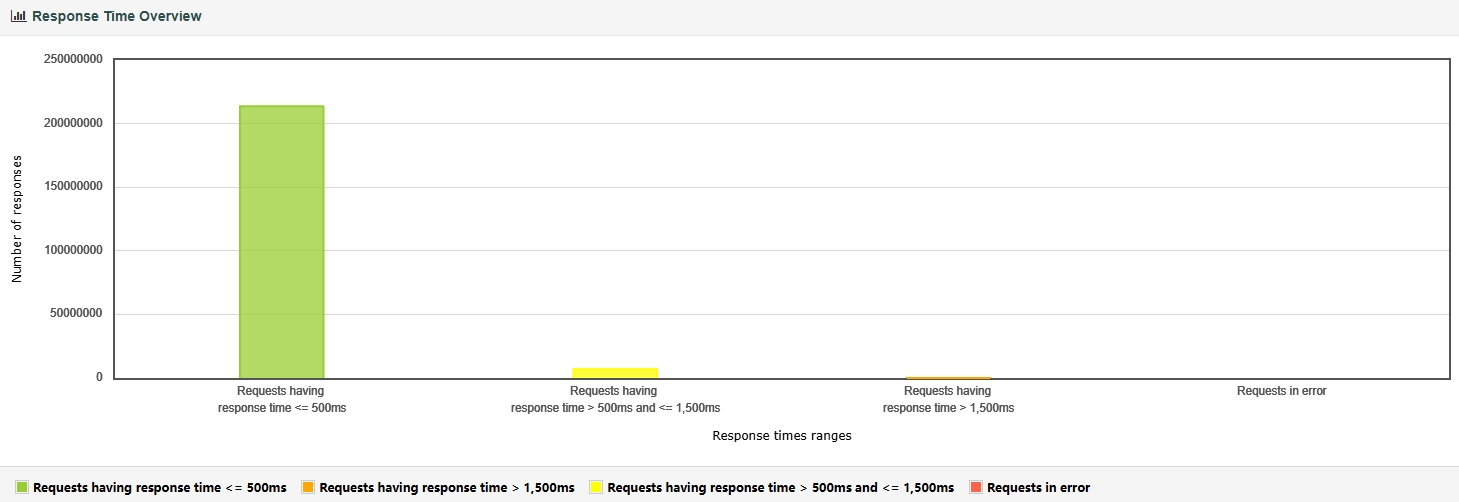 Response Time Overview
250000000
200000000
150000000
100000000
50000000
0
Number of responses
Requests having
response time <= 500ms
Requests having
response time > 500ms and <= 1,500ms
Requests having
response time > 1,500ms
Requests in error
Response times ranges
Requests having response time <= 500ms
Requests having response time > 1,500ms
Requests having response time > 500ms and <= 1,500ms
Requests in error